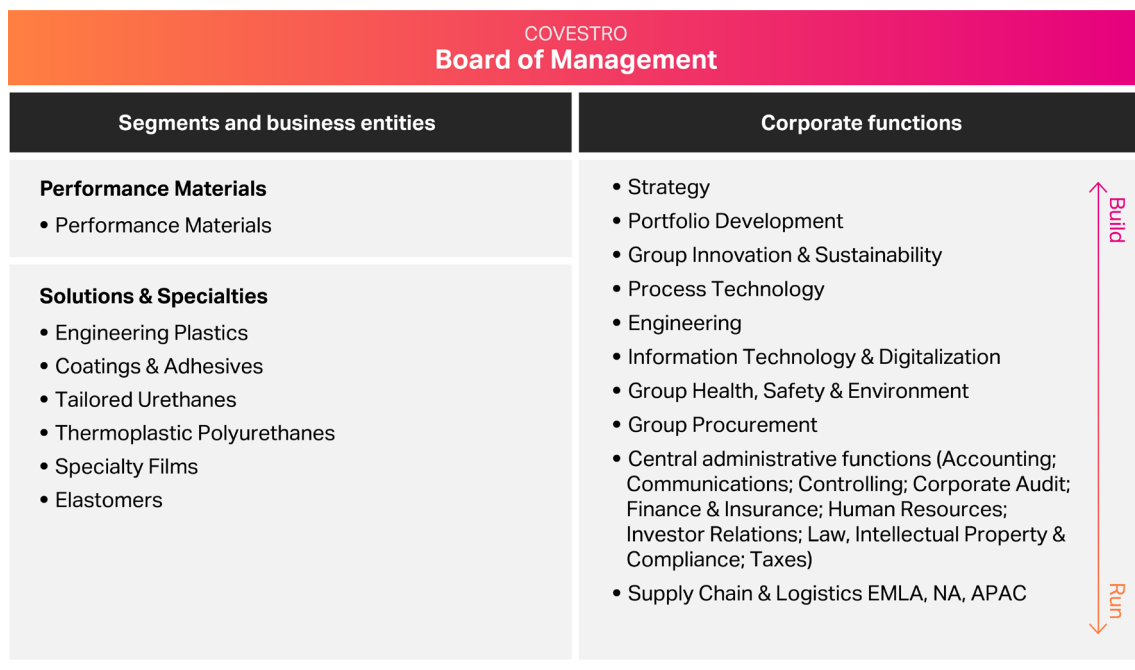 COVESTRO
Board of Management
Segments and business entities
Performance Materials
• Performance Materials
Solutions & Specialties
• Engineering Plastics
• Coatings & Adhesives
• Tailored Urethanes
• Thermoplastic Polyurethanes
• Specialty Films
• Elastomers
Corporate functions
• Strategy
• Portfolio Development
• Group Innovation & Sustainability
• Process Technology
• Engineering
• Information Technology & Digitalization
• Group Health, Safety & Environment
• Group Procurement
• Central administrative functions (Accounting;
Communications; Controlling; Corporate Audit;
Finance & Insurance; Human Resources;
Investor Relations; Law, Intellectual Property &
Compliance; Taxes)
• Supply Chain & Logistics EMLA, NA, APAC
Build
Run